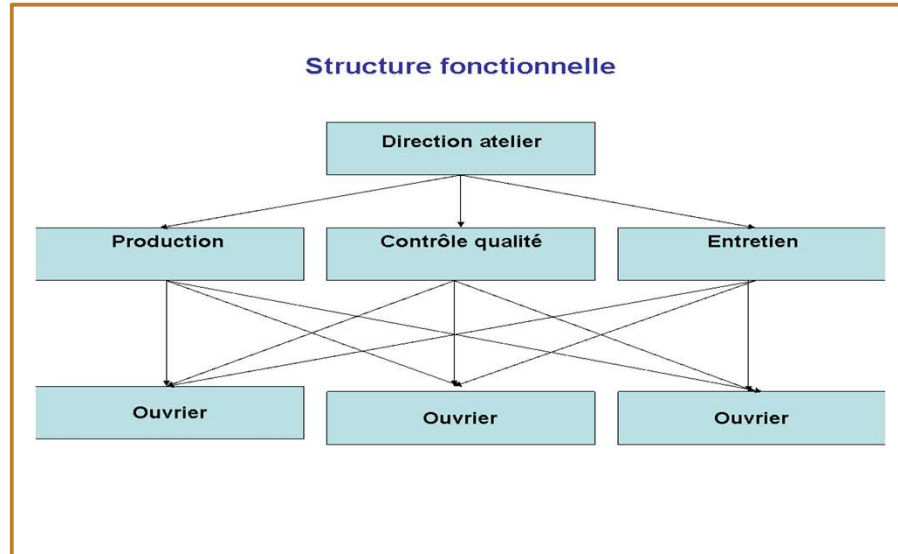 Structure fonctionnelle
Direction atelier
Production
Contrôle qualité
Entretien
Ouvrier
Ouvrier
Ouvrier